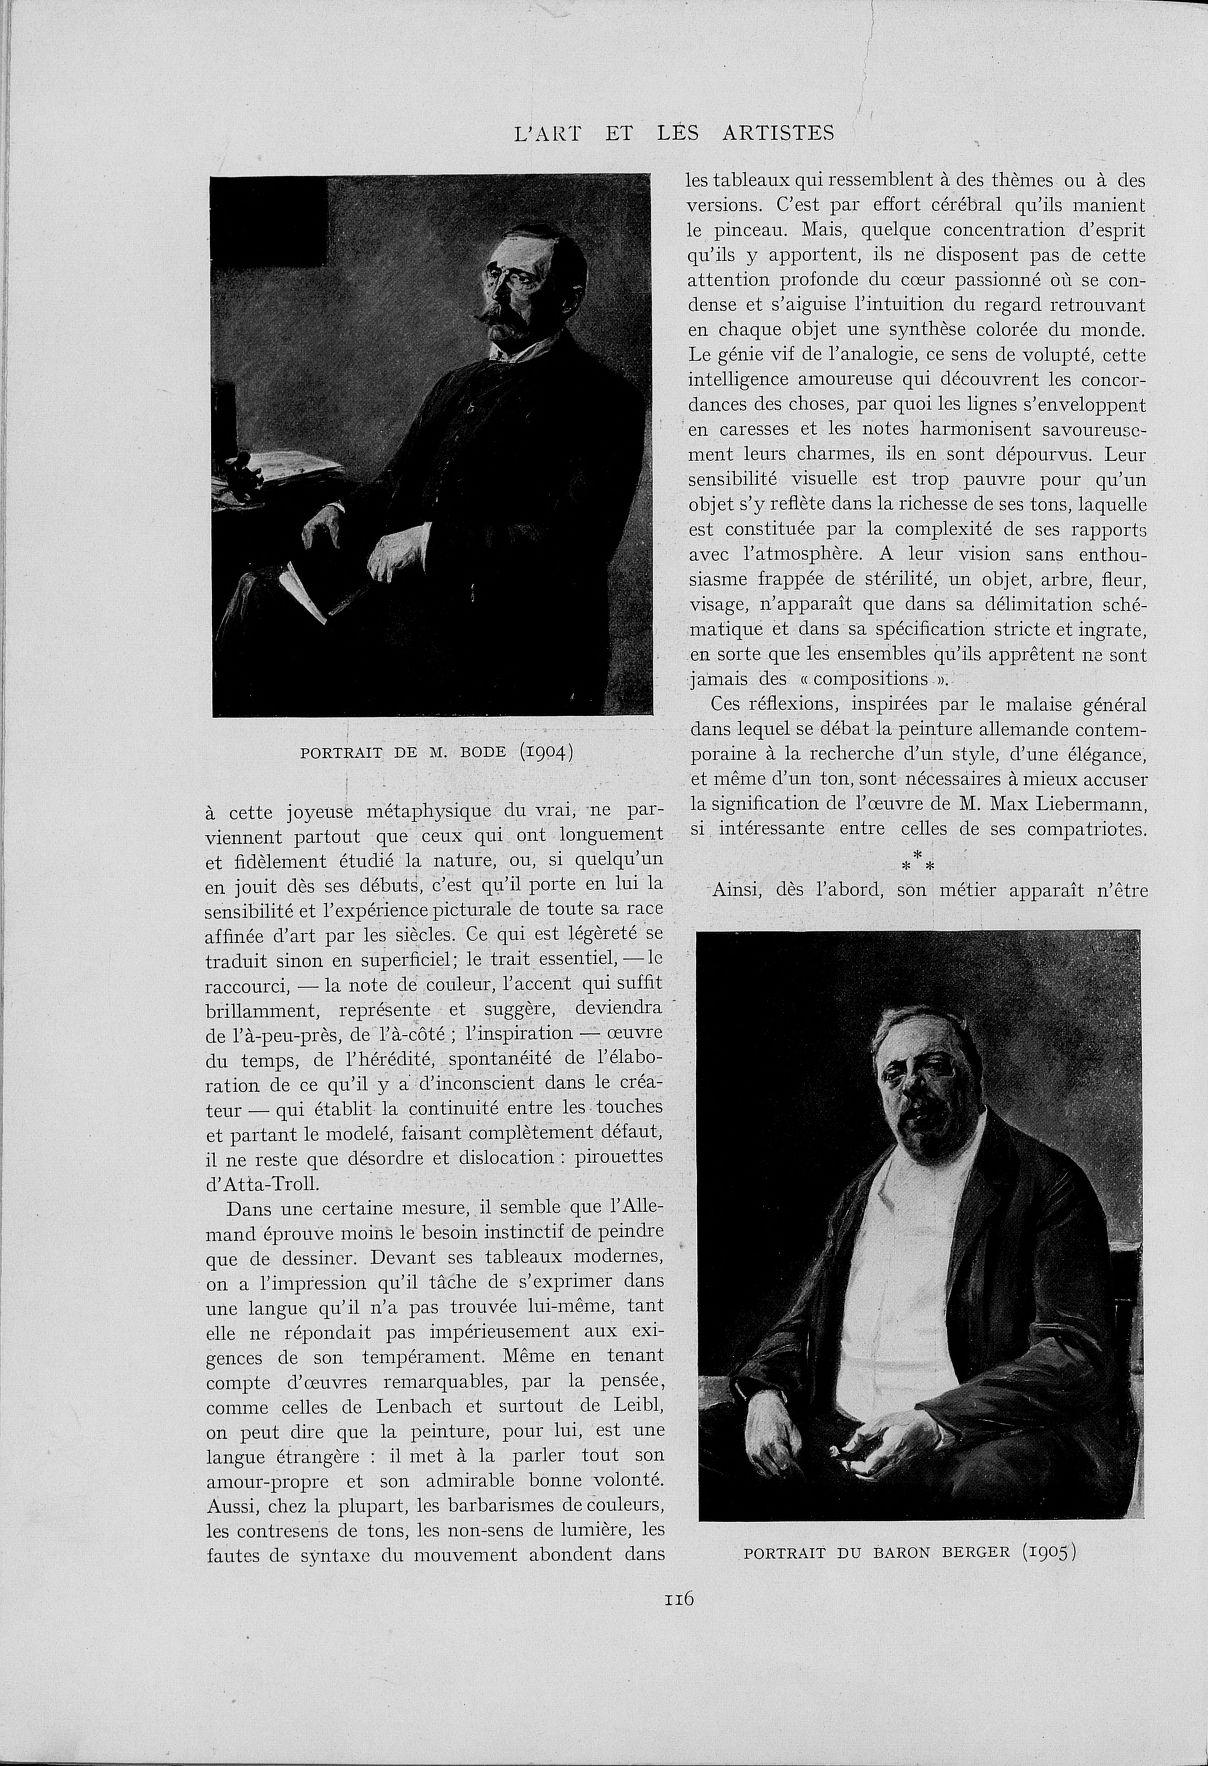 L'ART ET LES ARTISTES
PORTRAIT DE M. BODE (1904)
à cette joyeuse métaphysique du vrai, ne par-
viennent partout que ceux qui ont longuement
et fidèlement étudié la nature, ou, si quelqu'un
en jouit dès ses débuts, c'est qu'il porte en lui la
sensibilité et l'expérience picturale de toute sa race
affinée d'art par les siècles. Ce qui est légèreté se
traduit sinon en superficiel; le trait essentiel, — le
raccourci, — la note de couleur, l'accent qui suffit
brillamment, représente et suggère, deviendra
de l'à-peu-près, de l'à-côté ; l'inspiration — œuvre
du temps, de l'hérédité, spontanéité de l'élabo-
ration de ce qu'il y a d'inconscient dans le créa-
teur — qui établit la continuité entre les touches
et partant le modelé, faisant complètement défaut,
il ne reste que désordre et dislocation : pirouettes
d'Atta-Troll.
Dans une certaine mesure, il semble que l'Alle-
mand éprouve moins le besoin instinctif de peindre
que de dessiner. Devant ses tableaux modernes,
on a l'impression qu'il tâche de s'exprimer dans
une langue qu'il n'a pas trouvée lui-même, tant
elle ne répondait pas impérieusement aux exi-
gences de son tempérament. Même en tenant
compte d'œuvres remarquables, par la pensée,
comme celles de Lenbach et surtout de Leibl,
on peut dire que la peinture, pour lui, est une
langue étrangère : il met à la parler tout son
amour-propre et son admirable bonne volonté.
Aussi, chez la plupart, les barbarismes de couleurs,
les contresens de tons, les non-sens de lumière, les
fautes de syntaxe du mouvement abondent dans
les tableaux qui ressemblent à des thèmes ou à des
versions. C'est par effort cérébral qu'ils manient
le pinceau. Mais, quelque concentration d'esprit
qu'ils y apportent, ils ne disposent pas de cette
attention profonde du cœur passionné où se con-
dense et s'aiguise l'intuition du regard retrouvant
en chaque objet une synthèse colorée du monde.
Le génie vif de l'analogie, ce sens de volupté, cette
intelligence amoureuse qui découvrent les concor-
dances des choses, par quoi les lignes s'enveloppent
en caresses et les notes harmonisent savoureuse-
ment leurs charmes, ils en sont dépourvus. Leur
sensibilité visuelle est trop pauvre pour qu'un
objet s'y reflète dans la richesse de ses tons, laquelle
est constituée par la complexité de ses rapports
avec l'atmosphère. A leur vision sans enthou-
siasme frappée de stérilité, un objet, arbre, fleur,
visage, n'apparaît que dans sa délimitation sché-
matique et dans sa spécification stricte et ingrate,
en sorte que les ensembles qu'ils apprêtent ne sont
jamais des « compositions ».
Ces réflexions, inspirées par le malaise général
dans lequel se débat la peinture allemande contem-
poraine à la recherche d'un style, d'une élégance,
et même d'un ton, sont nécessaires à mieux accuser
la signification de l'œuvre de M. Max Liebermann,
si intéressante entre celles de ses compatriotes.
* * *
Ainsi, dès l'abord, son métier apparaît n'être
PORTRAIT DU BARON BERGER (1905)
116